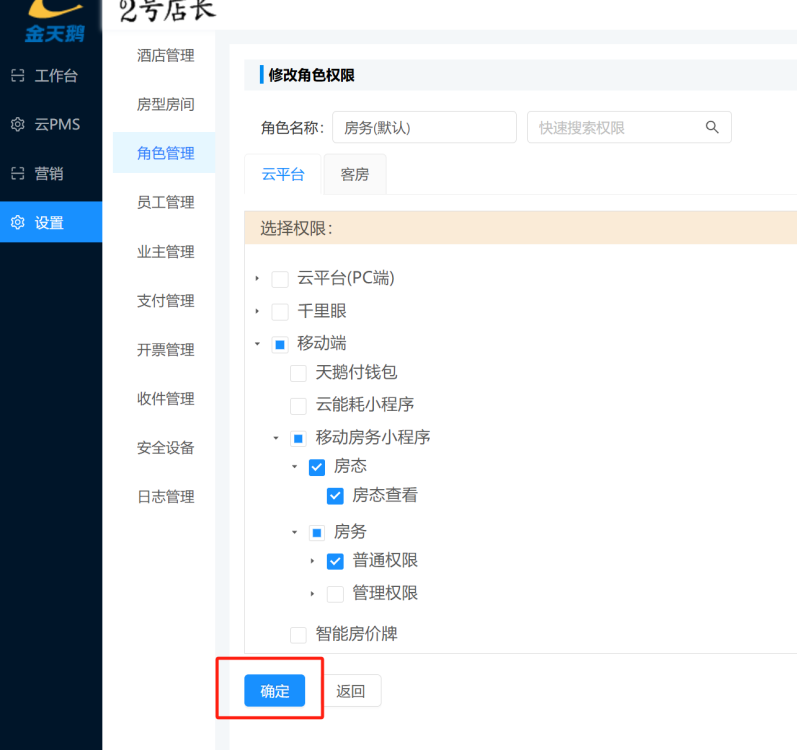 2号店长
金天鹅
工作台
云PMS
营销
设置
酒店管理
房型房间
角色管理
员工管理
业主管理
支付管理
开票管理
收件管理
安全设备
日志管理
修改角色权限
角色名称: 房务(默认) 快速搜索权限
云平台 客房
选择权限:
云平台(PC端)
千里眼
移动端
天鹅付钱包
云能耗小程序
移动房务小程序
房态
房态查看
房务
普通权限
管理权限
智能房价牌
确定 返回